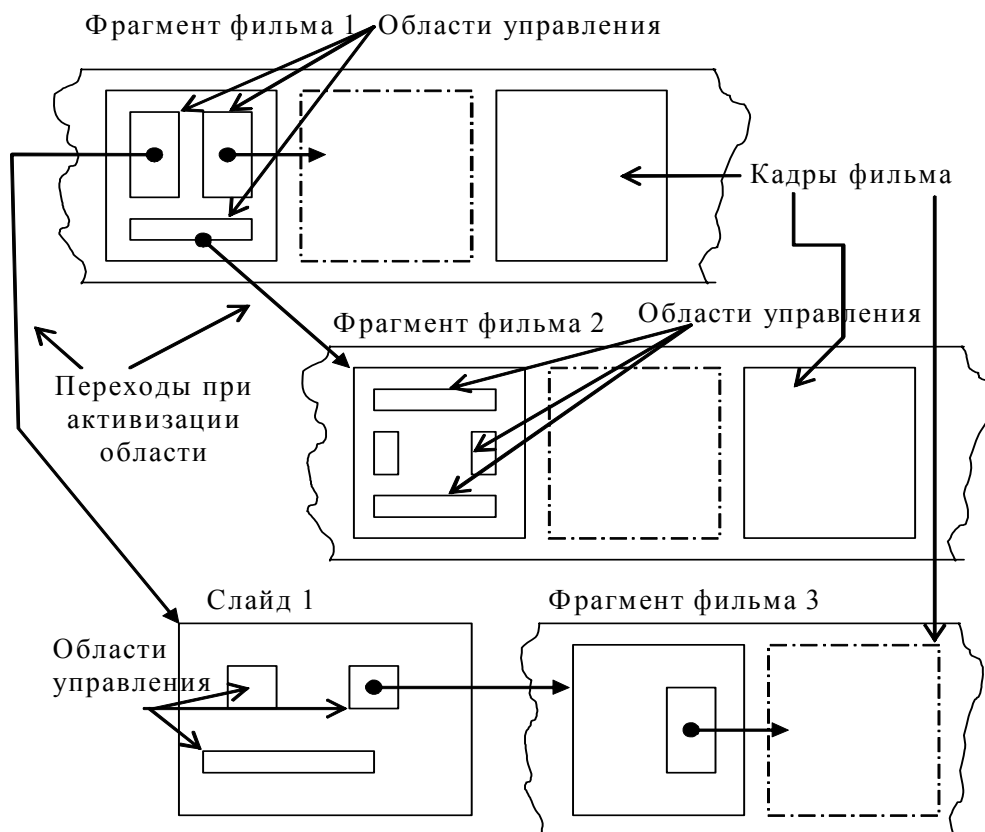 Фрагмент фильма 1
Области управления
Кадры фильма
Фрагмент фильма 2
Области управления
Переходы при
активизации
области
Слайд 1
Фрагмент фильма 3
Области
управления